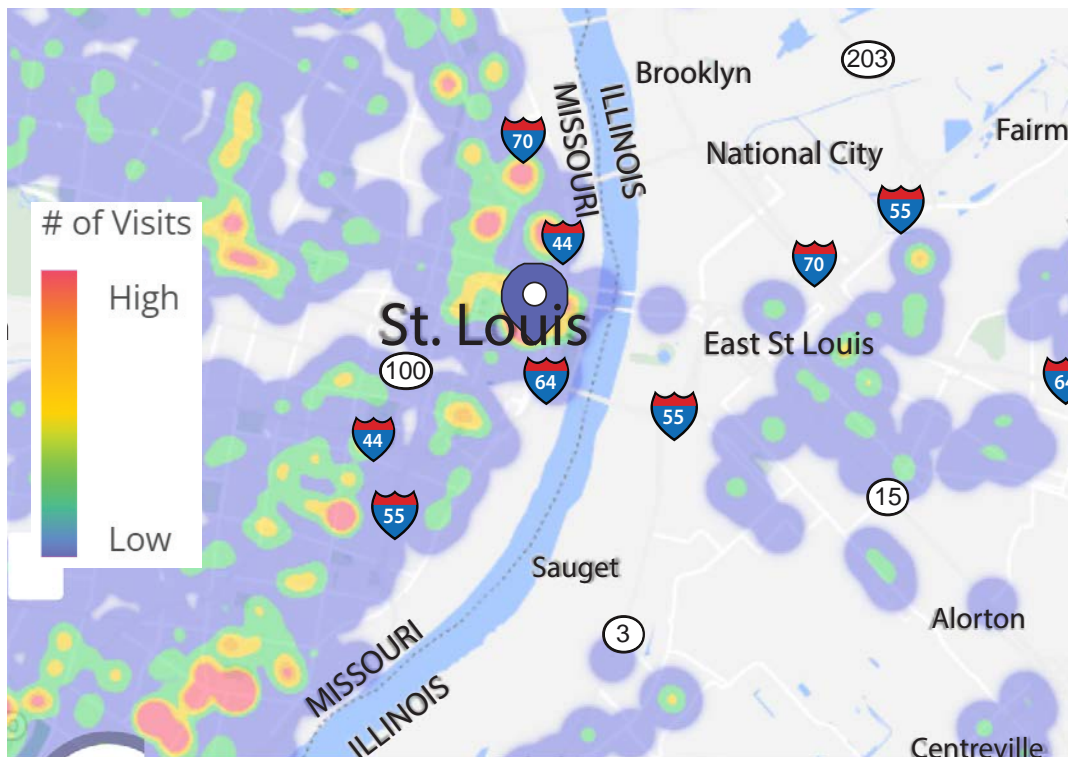 203
Brooklyn
MISSOURI
ILLINOIS
Fairm
70
National City
# of Visits
High
Low
55
44
70
St. Louis
East St Louis
100
64
64
55
44
15
55
Sauget
Alorton
3
MISSOURI
ILLINOIS
Centreville